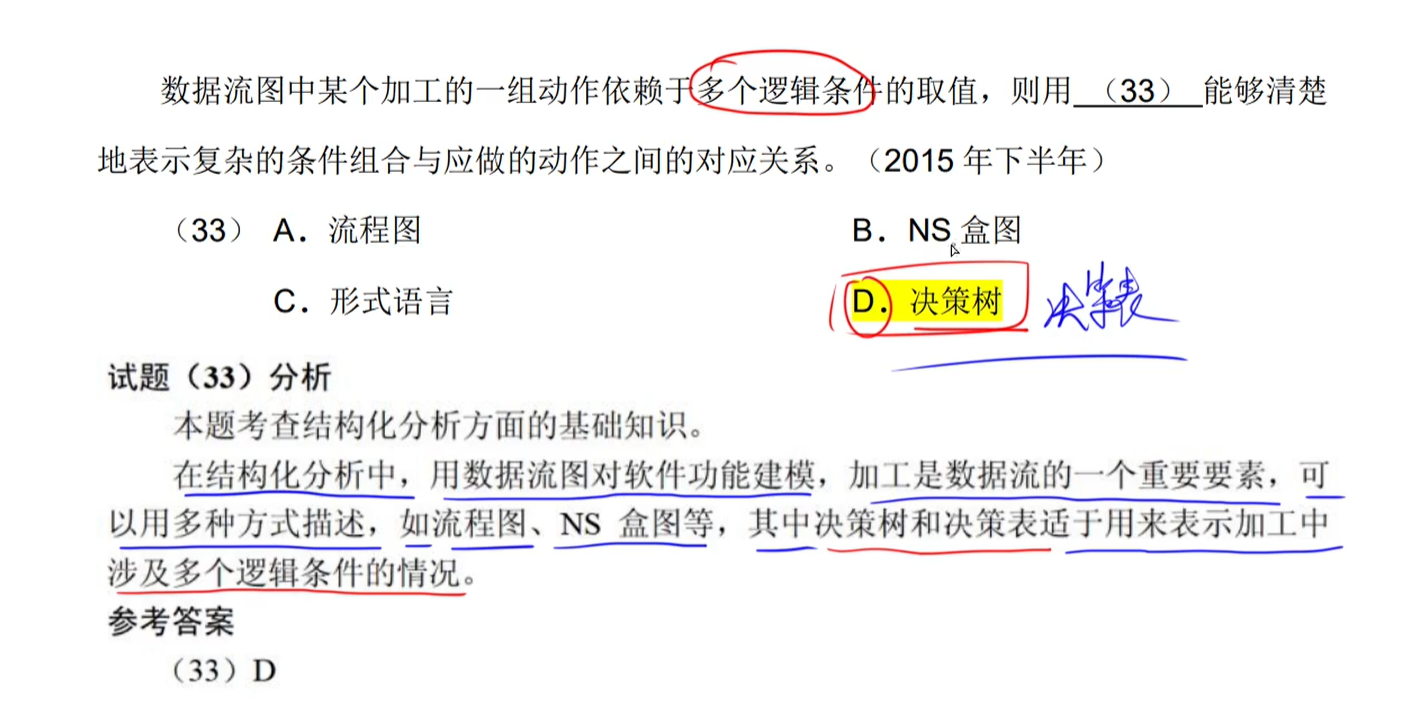 数据流图中某个加工的一组动作依赖于多个逻辑条件的取值，则用 （33） 能够清楚
地表示复杂的条件组合与应做的动作之间的对应关系。（2015 年下半年）
（33） A．流程图 B．NS 盒图
C．形式语言 D．决策树 决策表
试题（33）分析
本题考查结构化分析方面的基础知识。
在结构化分析中，用数据流图对软件功能建模，加工是数据流的一个重要要素，可
以用多种方式描述，如流程图、NS 盒图等，其中决策树和决策表适于用来表示加工中
涉及多个逻辑条件的情况。
参考答案
（33）D